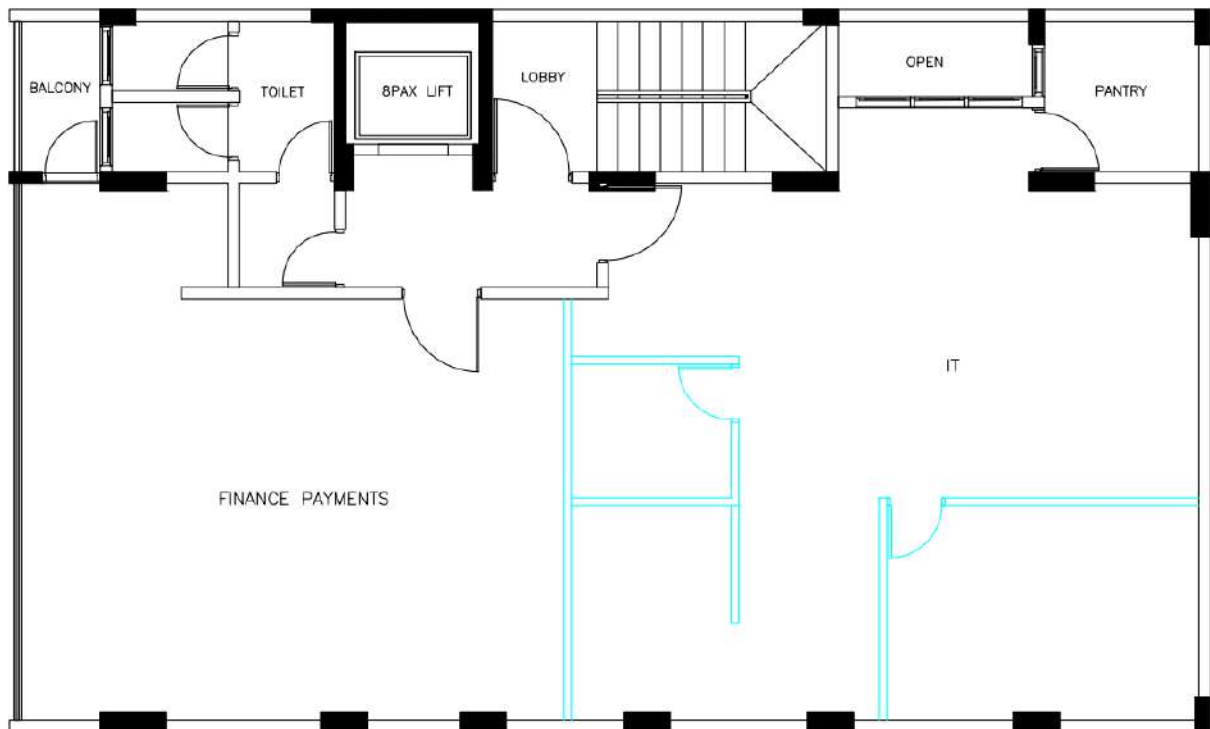 BALCONY
TOILET
8PAX LIFT
LOBBY
OPEN
PANTRY
IT
FINANCE PAYMENTS